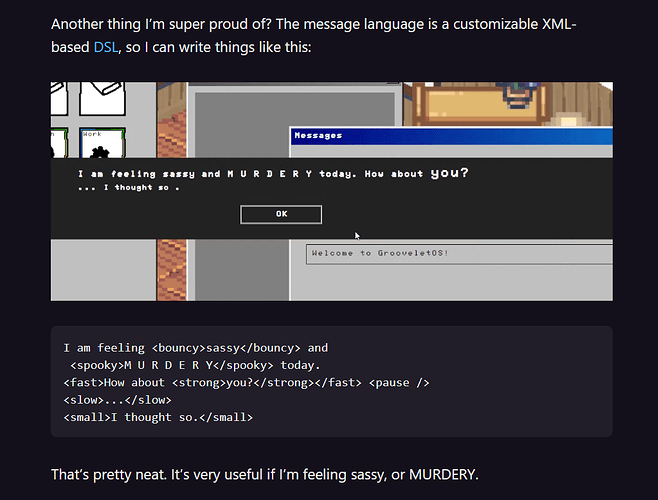 Another thing I’m super proud of? The message language is a customizable XML-
based DSL, so I can write things like this:
Work
Messages
I am feeling sassy and M U R D E R Y today. How about you?
... I thought so .
OK
Welcome to GrooveletOS!
I am feeling <bouncy>sassy</bouncy> and
<spooky>M U R D E R Y</spooky> today.
<fast>How about <strong>you?</strong></fast> <pause />
<slow>...</slow>
<small>I thought so.</small>
That’s pretty neat. It’s very useful if I’m feeling sassy, or MURDERY.